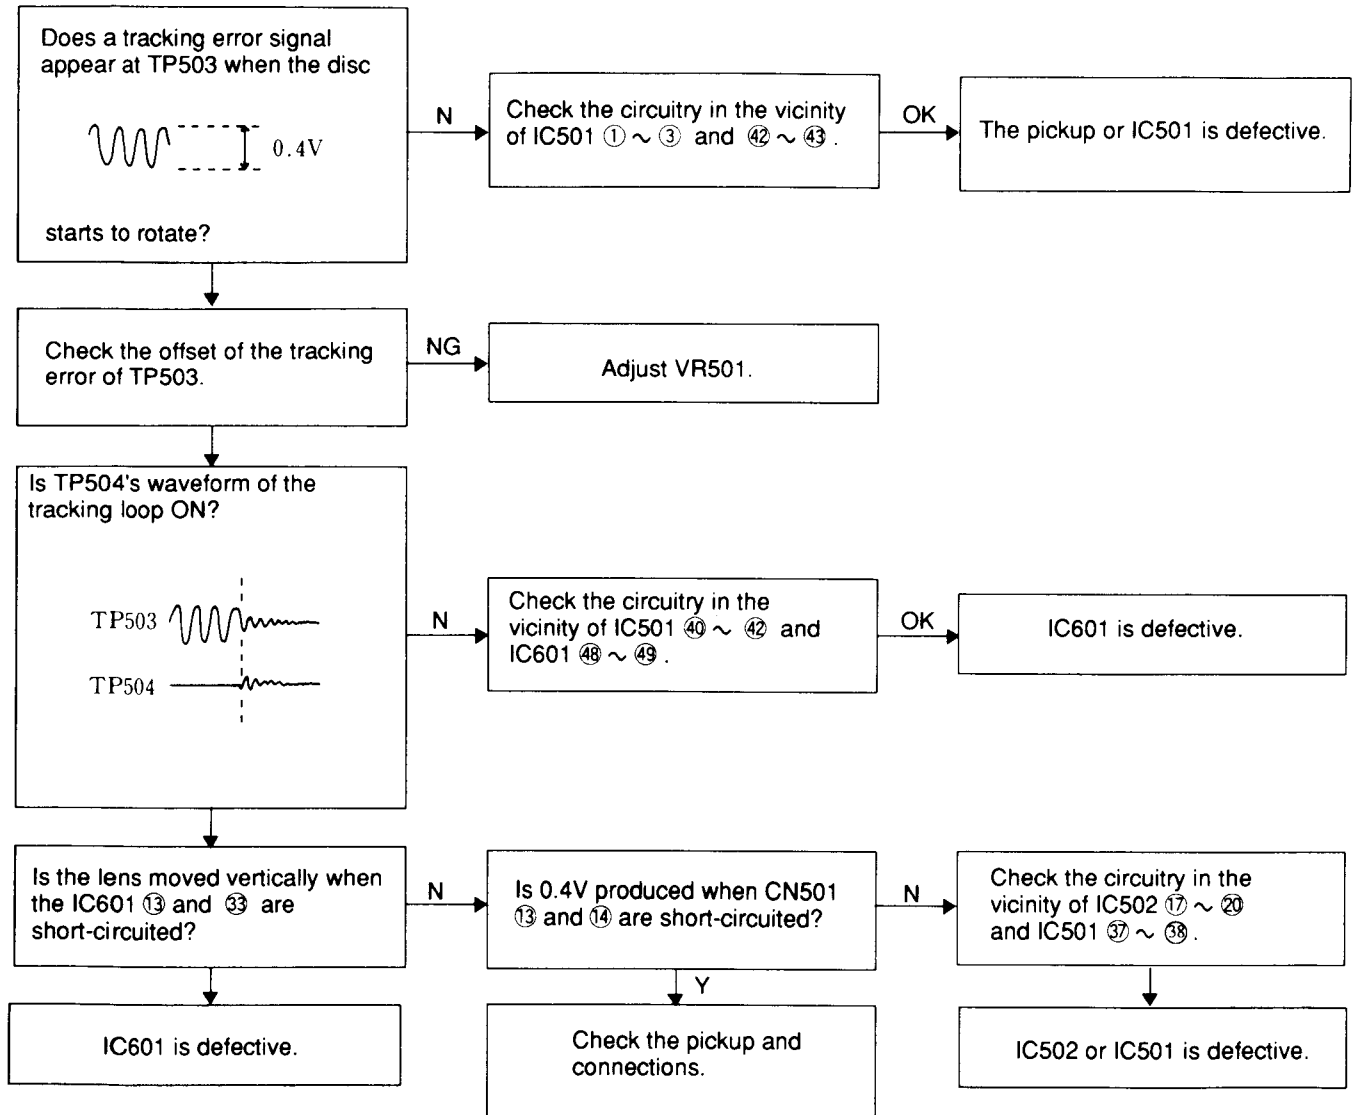 Does a tracking error signal
appear at TP503 when the disc
0.4V
starts to rotate?
N
Check the circuitry in the vicinity
of IC501 ① ~ ③ and ㊷ ~ ㊸ .
OK
The pickup or IC501 is defective.
Check the offset of the tracking
error of TP503.
NG
Adjust VR501.
Is TP504's waveform of the
tracking loop ON?
TP503
TP504
N
Check the circuitry in the
vicinity of IC501 ㊵ ~ ㊷ and
IC601 ㊽ ~ ㊾ .
OK
IC601 is defective.
Is the lens moved vertically when
the IC601 ⑬ and ㉝ are
short-circuited?
N
Is 0.4V produced when CN501
⑬ and ⑭ are short-circuited?
N
Check the circuitry in the
vicinity of IC502 ⑰ ~ ⑳
and IC501 ㊲ ~ ㊳ .
IC601 is defective.
Y
Check the pickup and
connections.
IC502 or IC501 is defective.